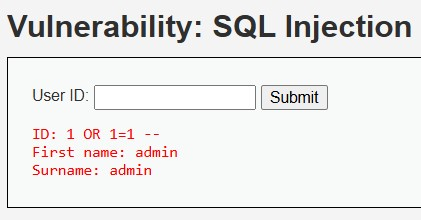 Vulnerability: SQL Injection
User ID: Submit
ID: 1 OR 1=1 --
First name: admin
Surname: admin